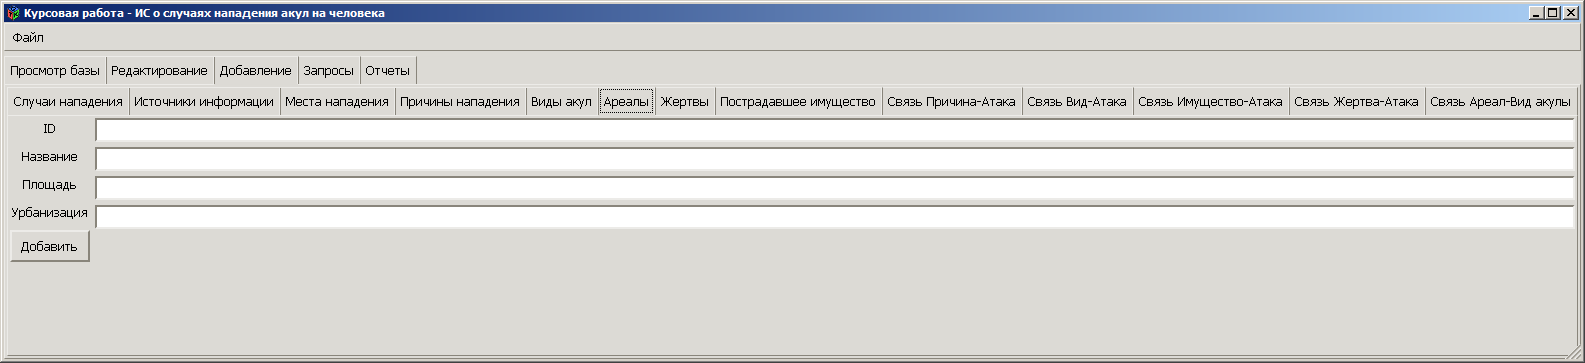 Курсовая работа - ИС о случаях нападения акул на человека
Файл
Просмотр базы Редактирование Добавление Запросы Отчеты
Случаи нападения Источники информации Места нападения Причины нападения Виды акул Ареалы Жертвы Пострадавшее имущество Связь Причина-Атака Связь Вид-Атака Связь Имущество-Атака Связь Жертва-Атака Связь Ареал-Вид акулы
ID
Название
Площадь
Урбанизация
Добавить